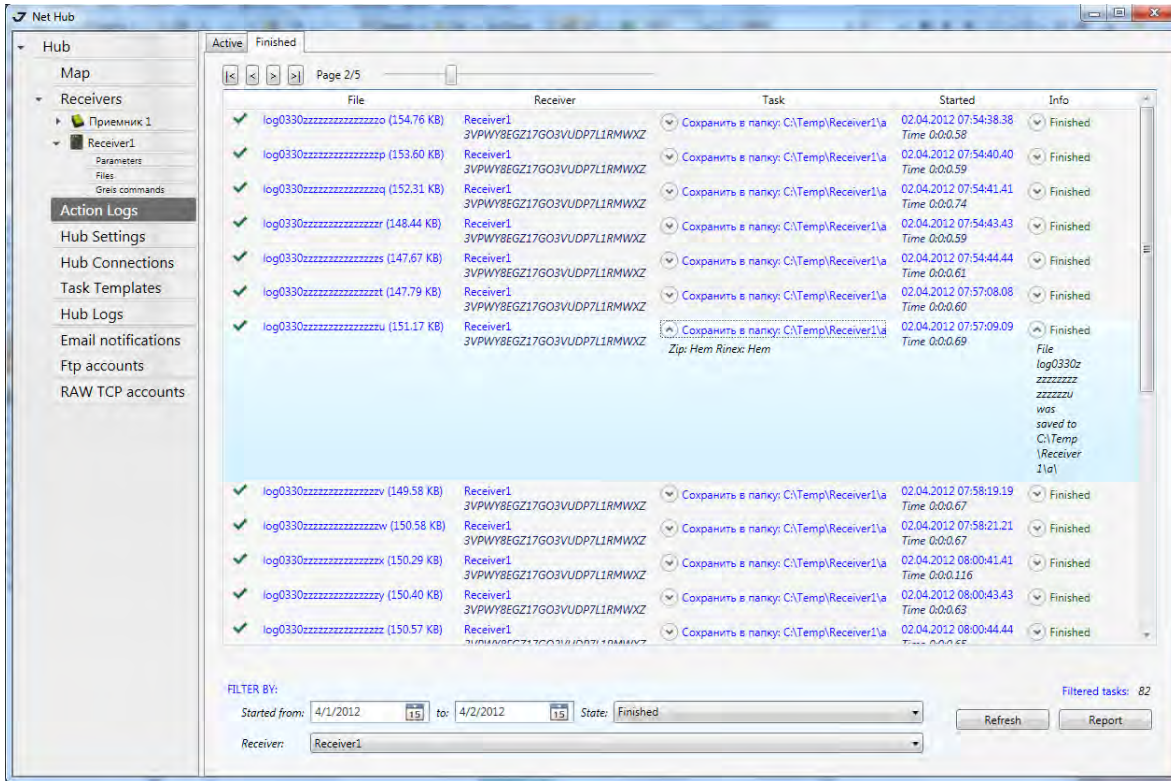 Net Hub
Hub
Map
Receivers
Приемник 1
Receiver1
Parameters
Files
Greis commands
Action Logs
Hub Settings
Hub Connections
Task Templates
Hub Logs
Email notifications
Ftp accounts
RAW TCP accounts
Active Finished
|< < > >| Page 2/5
File Receiver Task Started Info
log0330zzzzzzzzzzzzzzzo (154.76 KB) Receiver1 Сохранить в папку: C:\Temp\Receiver1\a 02.04.2012 07:54:38.38 Finished
3VPWY8EGZ17GO3VUDP7L1RMWXZ Time 0:0:0.58
log0330zzzzzzzzzzzzzzzp (153.60 KB) Receiver1 Сохранить в папку: C:\Temp\Receiver1\a 02.04.2012 07:54:40.40 Finished
3VPWY8EGZ17GO3VUDP7L1RMWXZ Time 0:0:0.59
log0330zzzzzzzzzzzzzzzq (152.31 KB) Receiver1 Сохранить в папку: C:\Temp\Receiver1\a 02.04.2012 07:54:41.41 Finished
3VPWY8EGZ17GO3VUDP7L1RMWXZ Time 0:0:0.74
log0330zzzzzzzzzzzzzzzr (148.44 KB) Receiver1 Сохранить в папку: C:\Temp\Receiver1\a 02.04.2012 07:54:43.43 Finished
3VPWY8EGZ17GO3VUDP7L1RMWXZ Time 0:0:0.59
log0330zzzzzzzzzzzzzzzs (147.67 KB) Receiver1 Сохранить в папку: C:\Temp\Receiver1\a 02.04.2012 07:54:44.44 Finished
3VPWY8EGZ17GO3VUDP7L1RMWXZ Time 0:0:0.61
log0330zzzzzzzzzzzzzzzt (147.79 KB) Receiver1 Сохранить в папку: C:\Temp\Receiver1\a 02.04.2012 07:57:08.08 Finished
3VPWY8EGZ17GO3VUDP7L1RMWXZ Time 0:0:0.60
log0330zzzzzzzzzzzzzzzu (151.17 KB) Receiver1 Сохранить в папку: C:\Temp\Receiver1\a 02.04.2012 07:57:09.09 Finished
3VPWY8EGZ17GO3VUDP7L1RMWXZ Time 0:0:0.69
Zip: Нет Rinex: Нет
File
log0330z
zzzzzzzz
zzzzzzu
was
saved to
C:\Temp
\Receiver
1\a\
log0330zzzzzzzzzzzzzzzv (149.58 KB) Receiver1 Сохранить в папку: C:\Temp\Receiver1\a 02.04.2012 07:58:19.19 Finished
3VPWY8EGZ17GO3VUDP7L1RMWXZ Time 0:0:0.67
log0330zzzzzzzzzzzzzzzw (150.58 KB) Receiver1 Сохранить в папку: C:\Temp\Receiver1\a 02.04.2012 07:58:21.21 Finished
3VPWY8EGZ17GO3VUDP7L1RMWXZ Time 0:0:0.67
log0330zzzzzzzzzzzzzzzx (150.29 KB) Receiver1 Сохранить в папку: C:\Temp\Receiver1\a 02.04.2012 08:00:41.41 Finished
3VPWY8EGZ17GO3VUDP7L1RMWXZ Time 0:0:0.116
log0330zzzzzzzzzzzzzzzy (150.40 KB) Receiver1 Сохранить в папку: C:\Temp\Receiver1\a 02.04.2012 08:00:43.43 Finished
3VPWY8EGZ17GO3VUDP7L1RMWXZ Time 0:0:0.63
log0330zzzzzzzzzzzzzzzz (150.57 KB) Receiver1 Сохранить в папку: C:\Temp\Receiver1\a 02.04.2012 08:00:44.44 Finished
FILTER BY: Filtered tasks: 82
Started from: 4/1/2012 15 to: 4/2/2012 15 State: Finished
Refresh Report
Receiver: Receiver1